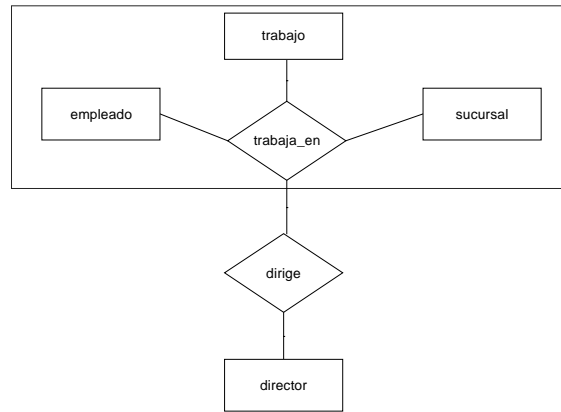 trabajo
empleado
sucursal
trabaja_en
dirige
director